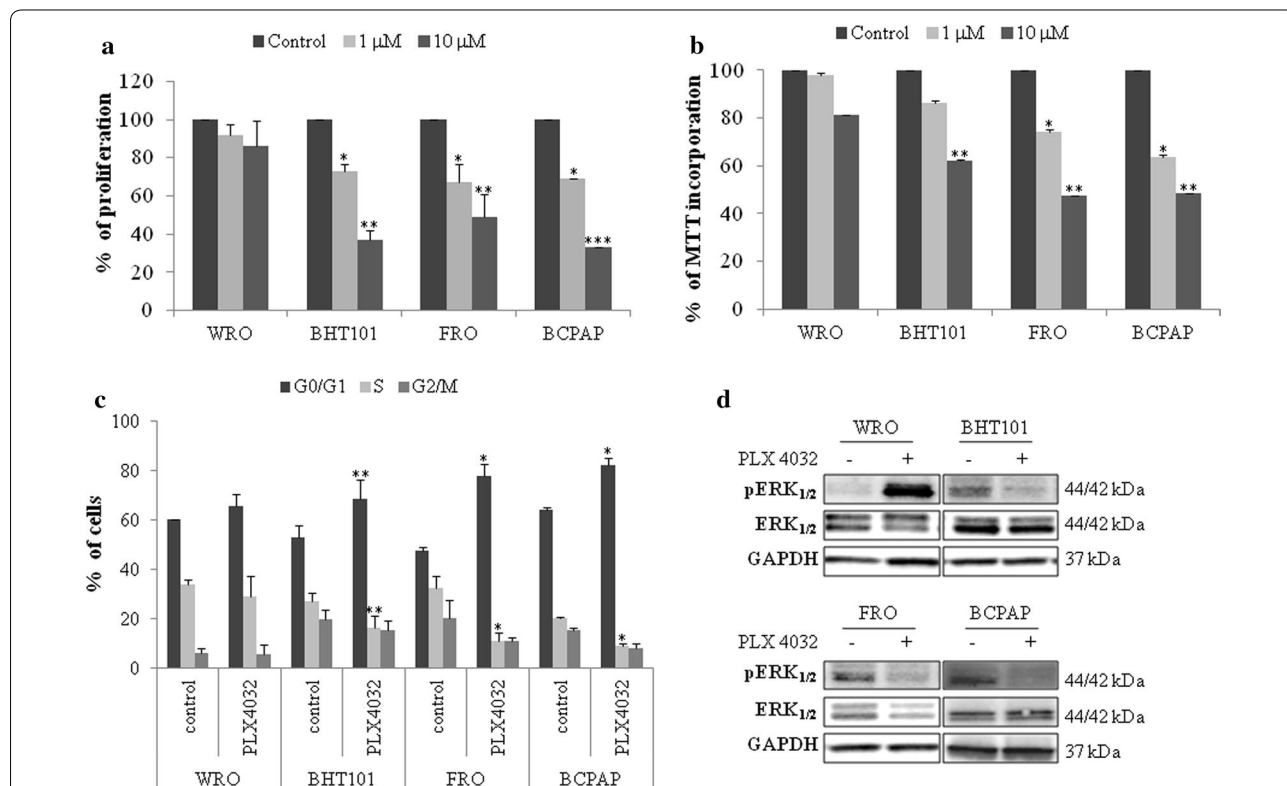 a
Control 1 µM 10 µM
% of proliferation
120
100
80
60
40
20
0
* ** * ** * ***
WRO BHT101 FRO BCPAP
b
Control 1 µM 10 µM
% of MTT incorporation
100
80
60
40
20
0
** * ** * **
WRO BHT101 FRO BCPAP
c
G0/G1 S G2/M
% of cells
100
80
60
40
20
0
** ** * * * *
control PLX4032 control PLX4032 control PLX4032 control PLX4032
WRO BHT101 FRO BCPAP
d
WRO BHT101
PLX 4032 - + - +
pERK1/2 44/42 kDa
ERK1/2 44/42 kDa
GAPDH 37 kDa
FRO BCPAP
PLX 4032 - + - +
pERK1/2 44/42 kDa
ERK1/2 44/42 kDa
GAPDH 37 kDa